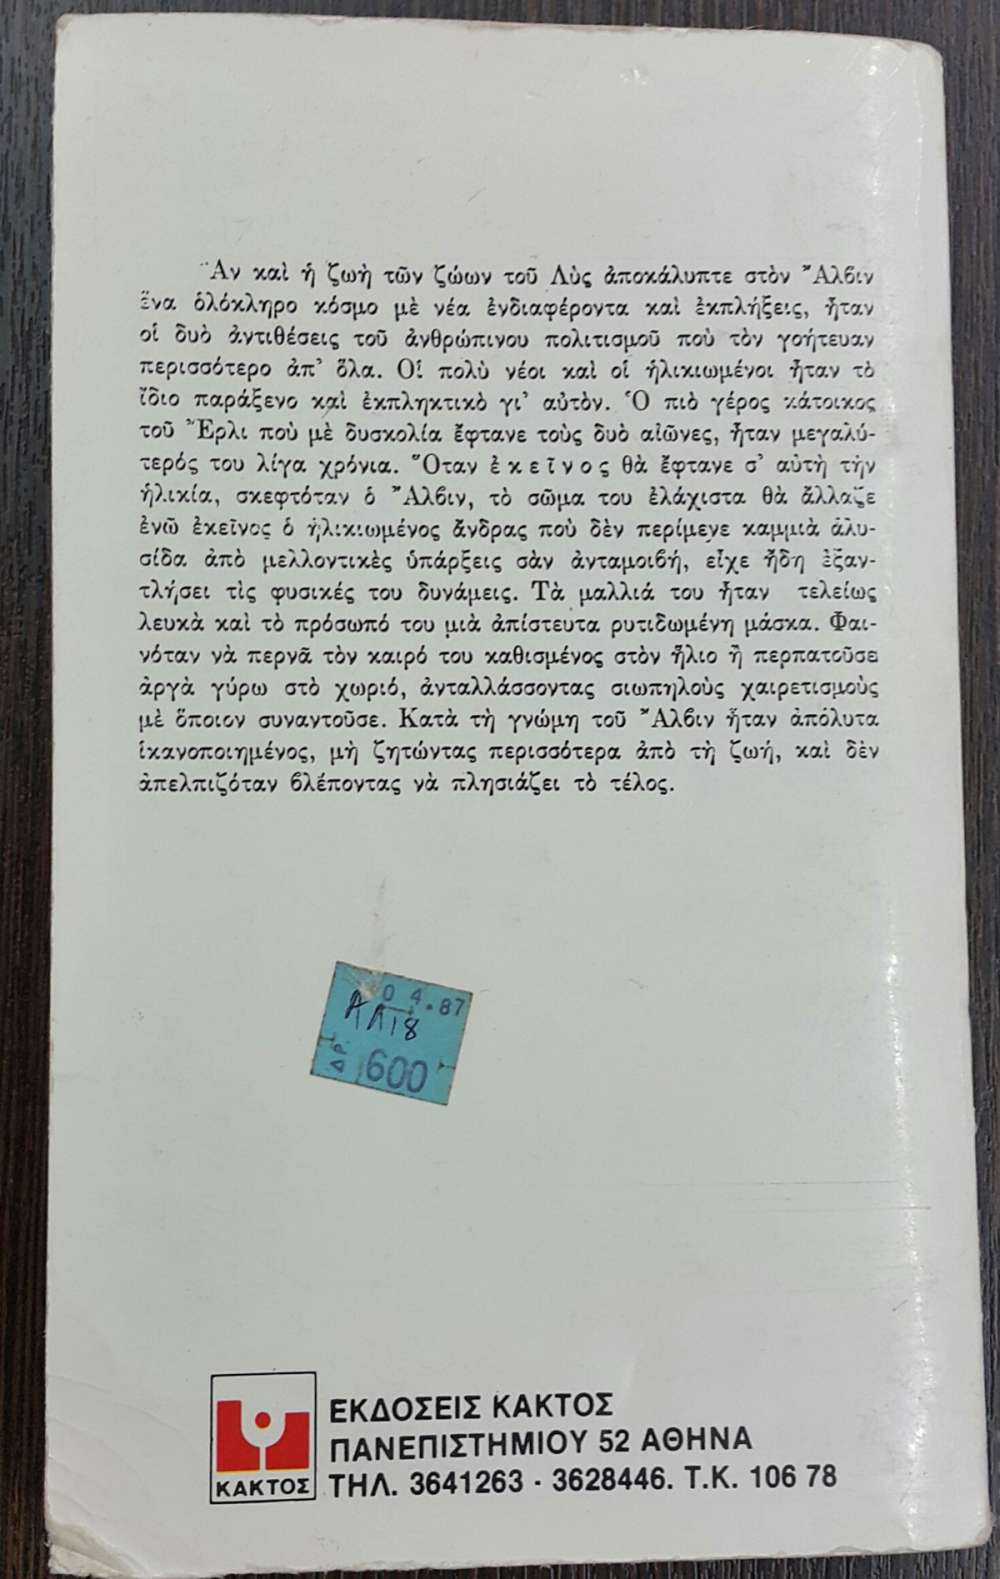 Ἂν καὶ ἡ ζωὴ τῶν ζώων τοῦ Λὺς ἀποκάλυπτε στὸν Ἄλβιν
ἕνα ὁλόκληρο κόσμο μὲ νέα ἐνδιαφέροντα καὶ ἐκπλήξεις, ἦταν
οἱ δυὸ ἀντιθέσεις τοῦ ἀνθρώπινου πολιτισμοῦ ποὺ τὸν γοήτευαν
περισσότερο ἀπ' ὅλα. Οἱ πολὺ νέοι καὶ οἱ ἡλικιωμένοι ἦταν τὸ
ἴδιο παράξενο καὶ ἐκπληκτικὸ γι' αὐτόν. Ὁ πιὸ γέρος κάτοικος
τοῦ Ἔρλι ποὺ μὲ δυσκολία ἔφτανε τοὺς δυὸ αἰῶνες, ἦταν μεγαλύ-
τερός του λίγα χρόνια. Ὅταν ἐκεῖνος θὰ ἔφτανε σ' αὐτὴ τὴν
ἡλικία, σκεφτόταν ὁ Ἄλβιν, τὸ σῶμα του ἐλάχιστα θὰ ἄλλαζε
ἐνῶ ἐκεῖνος ὁ ἡλικιωμένος ἄνδρας ποὺ δὲν περίμενε καμμιὰ ἁλυ-
σίδα ἀπὸ μελλοντικὲς ὑπάρξεις σὰν ἀνταμοιβή, εἶχε ἤδη ἐξαν-
τλήσει τὶς φυσικές του δυνάμεις. Τὰ μαλλιά του ἦταν τελείως
λευκὰ καὶ τὸ πρόσωπό του μιὰ ἀπίστευτα ρυτιδωμένη μάσκα. Φαι-
νόταν νὰ περνᾶ τὸν καιρό του καθισμένος στὸν ἥλιο ἢ περπατοῦσε
ἀργὰ γύρω στὸ χωριό, ἀνταλλάσσοντας σιωπηλοὺς χαιρετισμοὺς
μὲ ὅποιον συναντοῦσε. Κατὰ τὴ γνώμη τοῦ Ἄλβιν ἦταν ἀπόλυτα
ἱκανοποιημένος, μὴ ζητώντας περισσότερα ἀπὸ τὴ ζωή, καὶ δὲν
ἀπελπιζόταν βλέποντας νὰ πλησιάζει τὸ τέλος.
0 4.87
ΑΛ18
ΔΡ. 600
ΕΚΔΟΣΕΙΣ ΚΑΚΤΟΣ
ΠΑΝΕΠΙΣΤΗΜΙΟΥ 52 ΑΘΗΝΑ
ΚΑΚΤΟΣ ΤΗΛ. 3641263 - 3628446. Τ.Κ. 106 78